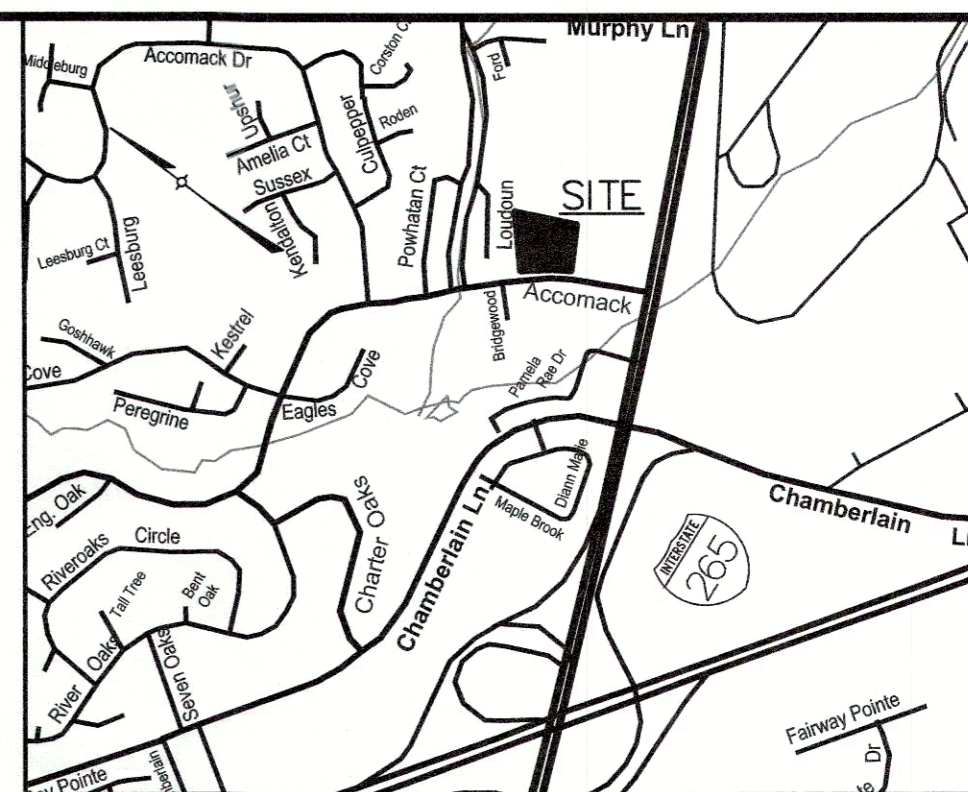 Murphy Ln
Middleburg
Accomack Dr
Corston C
Ford
Upshur
Culpepper
Roden
Amelia Ct
Sussex
Powhatan Ct
SITE
Loudoun
Leesburg
Leesburg Ct
Kendalton
Accomack
Bridgewood
Goshhawk
Kestrel
Cove
Cove
Pamela
Rae Dr
Peregrine
Eagles
Diann Marie
Eng. Oak
Charter Oaks
Chamberlain Ln
Maple Brook
Chamberlain
INTERSTATE
265
Circle
Riveroaks
Tall Tree
Bent
Oak
Oaks
River
Seven Oaks
Fairway Pointe
Dr
Pointe